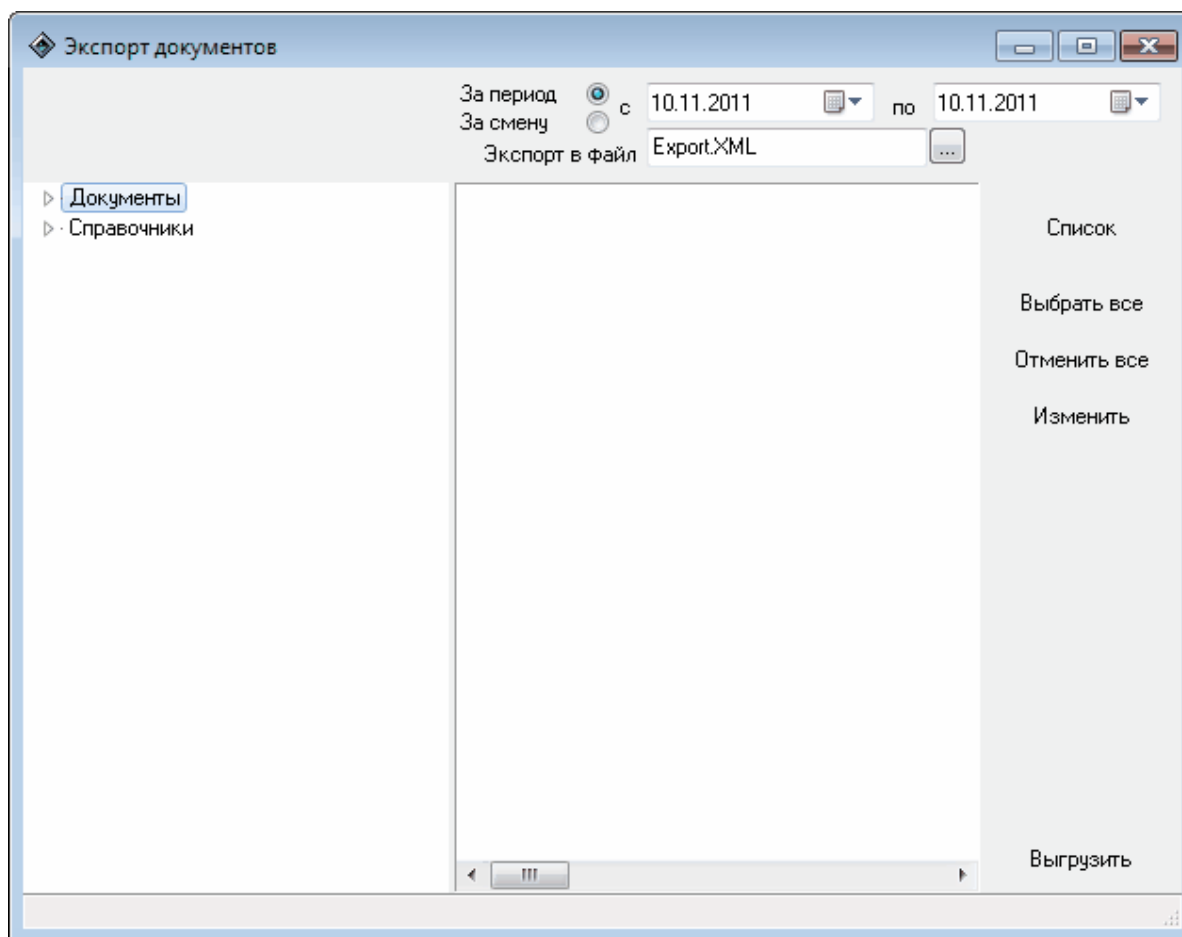 Экспорт документов
За период с 10.11.2011 по 10.11.2011
За смену
Экспорт в файл Export.XML ...
Документы
Справочники
Список
Выбрать все
Отменить все
Изменить
Выгрузить